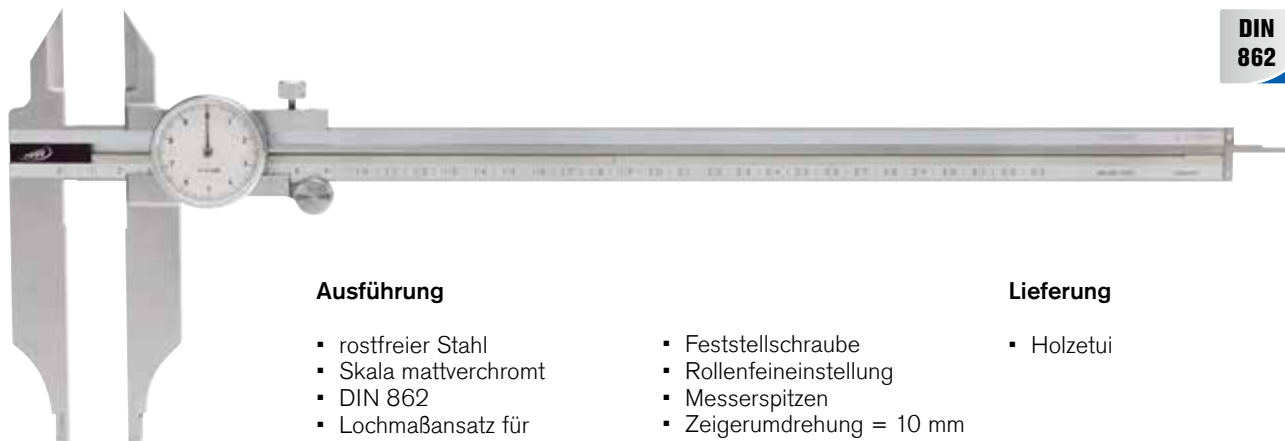 DIN
862
Ausführung
▪ rostfreier Stahl
▪ Skala mattverchromt
▪ DIN 862
▪ Lochmaßansatz für
▪ Feststellschraube
▪ Rollenfeineinstellung
▪ Messerspitzen
▪ Zeigerumdrehung = 10 mm
Lieferung
▪ Holzetui